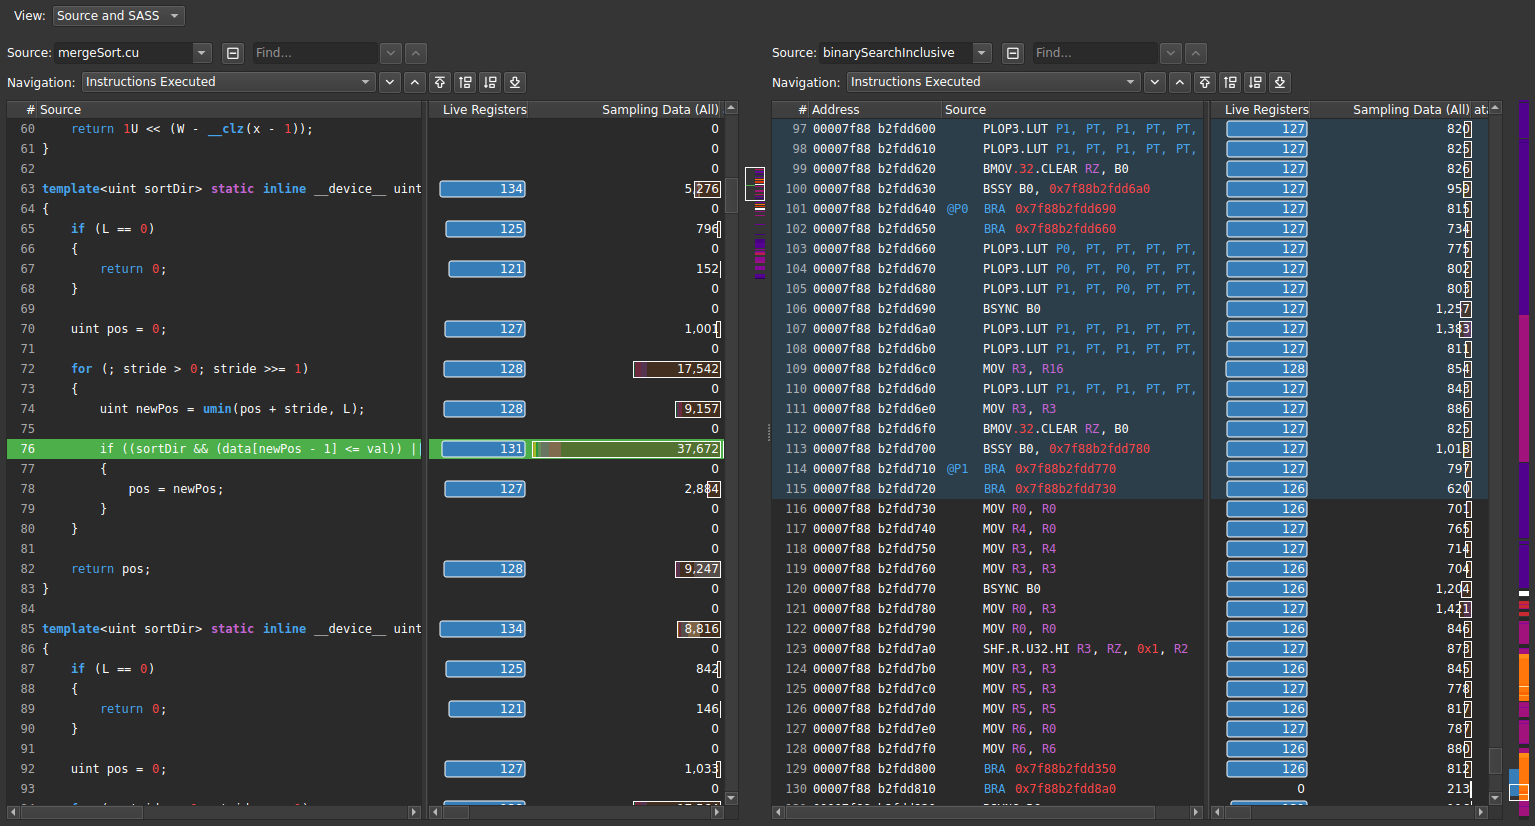 View: Source and SASS
Source: mergeSort.cu Find...
Navigation: Instructions Executed
# Source Live Registers Sampling Data (All)
60 return 1U << (W - __clz(x - 1)); 0
61 } 0
62 0
63 template<uint sortDir> static inline __device__ uint 134 5,276
64 { 0
65 if (L == 0) 125 796
66 { 0
67 return 0; 121 152
68 } 0
69 0
70 uint pos = 0; 127 1,001
71 0
72 for (; stride > 0; stride >>= 1) 128 17,542
73 { 0
74 uint newPos = umin(pos + stride, L); 128 9,157
75 0
76 if ((sortDir && (data[newPos - 1] <= val)) || 131 37,672
77 { 0
78 pos = newPos; 127 2,884
79 } 0
80 } 0
81 0
82 return pos; 128 9,247
83 } 0
84 0
85 template<uint sortDir> static inline __device__ uint 134 8,816
86 { 0
87 if (L == 0) 125 842
88 { 0
89 return 0; 121 146
90 } 0
91 0
92 uint pos = 0; 127 1,033
93 0
Source: binarySearchInclusive Find...
Navigation: Instructions Executed
# Address Source Live Registers Sampling Data (All)
97 00007f88 b2fdd600 PLOP3.LUT P1, PT, P1, PT, PT, 127 820
98 00007f88 b2fdd610 PLOP3.LUT P1, PT, P1, PT, PT, 127 825
99 00007f88 b2fdd620 BMOV.32.CLEAR RZ, B0 127 826
100 00007f88 b2fdd630 BSSY B0, 0x7f88b2fdd6a0 127 959
101 00007f88 b2fdd640 @P0 BRA 0x7f88b2fdd690 127 815
102 00007f88 b2fdd650 BRA 0x7f88b2fdd660 127 734
103 00007f88 b2fdd660 PLOP3.LUT P0, PT, PT, PT, PT, 127 775
104 00007f88 b2fdd670 PLOP3.LUT P0, PT, P0, PT, PT, 127 802
105 00007f88 b2fdd680 PLOP3.LUT P1, PT, P0, PT, PT, 127 803
106 00007f88 b2fdd690 BSYNC B0 127 1,257
107 00007f88 b2fdd6a0 PLOP3.LUT P1, PT, P1, PT, PT, 127 1,383
108 00007f88 b2fdd6b0 PLOP3.LUT P1, PT, P1, PT, PT, 127 811
109 00007f88 b2fdd6c0 MOV R3, R16 128 854
110 00007f88 b2fdd6d0 PLOP3.LUT P1, PT, P1, PT, PT, 127 843
111 00007f88 b2fdd6e0 MOV R3, R3 127 886
112 00007f88 b2fdd6f0 BMOV.32.CLEAR RZ, B0 127 825
113 00007f88 b2fdd700 BSSY B0, 0x7f88b2fdd780 127 1,018
114 00007f88 b2fdd710 @P1 BRA 0x7f88b2fdd770 127 797
115 00007f88 b2fdd720 BRA 0x7f88b2fdd730 126 620
116 00007f88 b2fdd730 MOV R0, R0 126 701
117 00007f88 b2fdd740 MOV R4, R0 127 765
118 00007f88 b2fdd750 MOV R3, R4 127 714
119 00007f88 b2fdd760 MOV R3, R3 126 704
120 00007f88 b2fdd770 BSYNC B0 127 1,204
121 00007f88 b2fdd780 MOV R0, R3 127 1,421
122 00007f88 b2fdd790 MOV R0, R0 126 846
123 00007f88 b2fdd7a0 SHF.R.U32.HI R3, RZ, 0x1, R2 127 873
124 00007f88 b2fdd7b0 MOV R3, R3 126 845
125 00007f88 b2fdd7c0 MOV R5, R3 127 778
126 00007f88 b2fdd7d0 MOV R5, R5 126 817
127 00007f88 b2fdd7e0 MOV R6, R0 127 787
128 00007f88 b2fdd7f0 MOV R6, R6 126 880
129 00007f88 b2fdd800 BRA 0x7f88b2fdd350 126 812
130 00007f88 b2fdd810 BRA 0x7f88b2fdd8a0 0 213